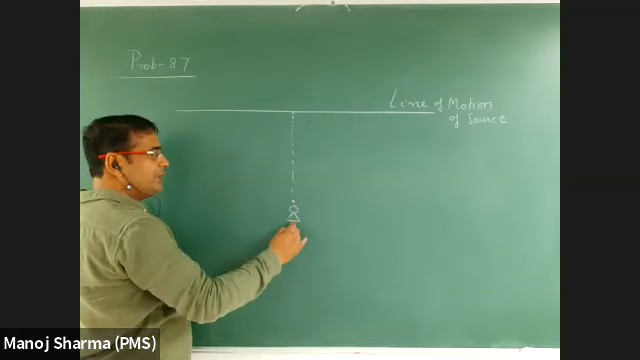 Prob-87
Line of Motion
of Source
Manoj Sharma (PMS)